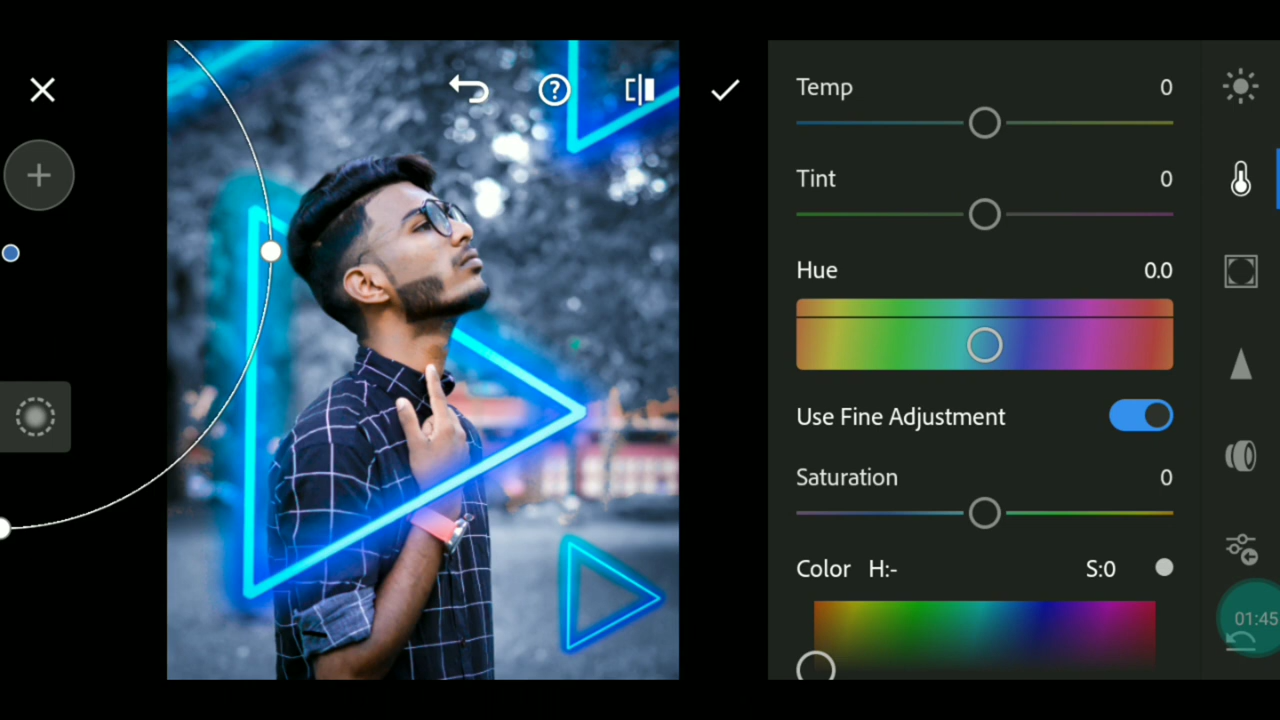 Temp 0
Tint 0
Hue 0.0
Use Fine Adjustment
Saturation 0
Color H:- S:0
01:45